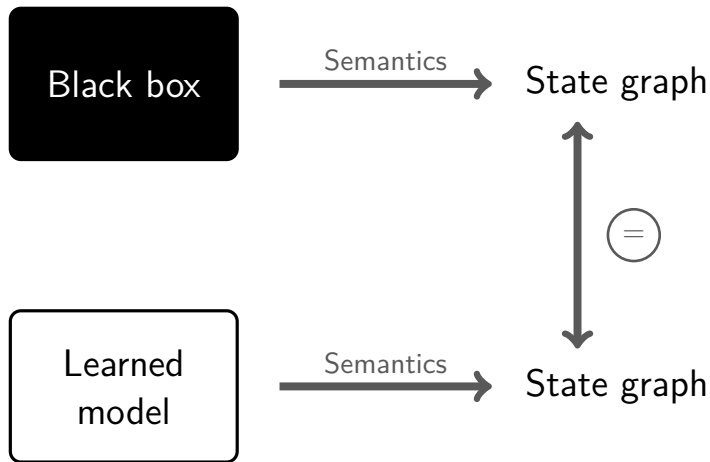 Black box
Semantics
State graph
=
Learned
model
Semantics
State graph